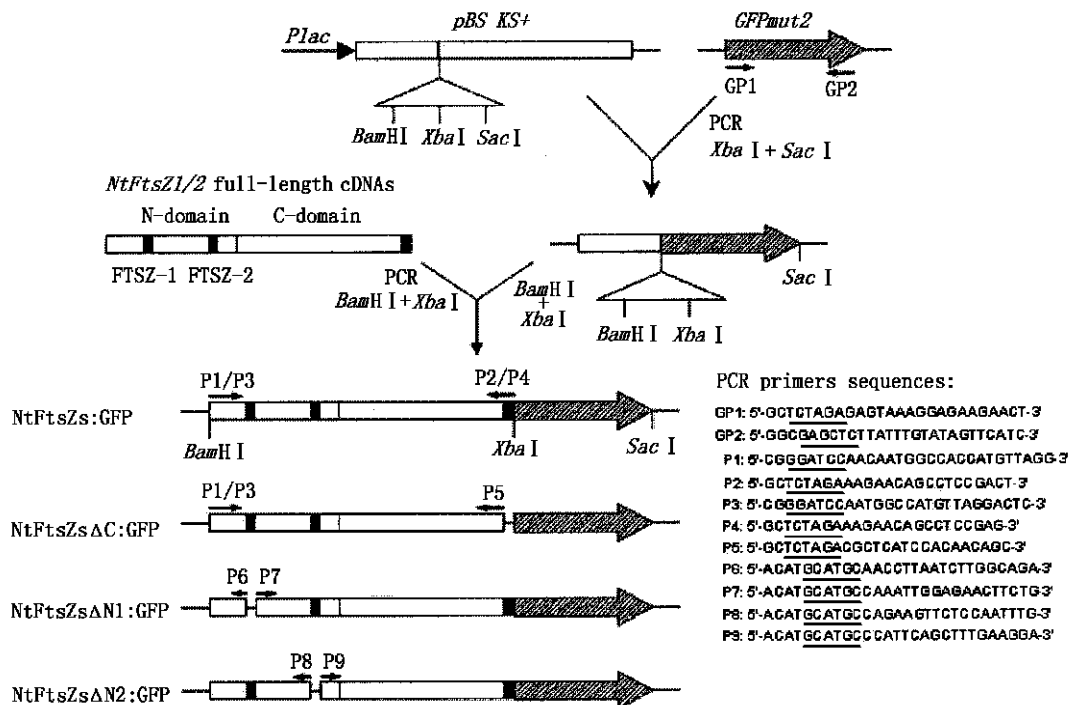 Plac
pBS KS+
GFPmut2
GP1
GP2
BamH I
Xba I
Sac I
PCR
Xba I + Sac I
NtFtsZ1/2 full-length cDNAs
N-domain
C-domain
FTSZ-1
FTSZ-2
PCR
BamH I + Xba I
BamH I
+
Xba I
Sac I
BamH I
Xba I
P1/P3
P2/P4
NtFtsZs:GFP
BamH I
Xba I
Sac I
P1/P3
P5
NtFtsZsΔC:GFP
P6
P7
NtFtsZsΔN1:GFP
P8
P9
NtFtsZsΔN2:GFP
PCR primers sequences:
GP1: 5'-GCTCTAGAGAGTAAAGGAGAAGAACT-3'
GP2: 5'-GGCGAGCTCTTATTTGTATAGTTCATC-3'
P1: 5'-CGGGATCCAACAATGGCCACCATGTTAGG-3'
P2: 5'-GCTCTAGAAAGAACAGCCTCCGACT-3'
P3: 5'-CGGGATCCAATGGCCATGTTAGGACTC-3'
P4: 5'-GCTCTAGAAAGAACAGCCTCCGAG-3'
P5: 5'-GCTCTAGACGCTCATCCACAACAGC-3'
P6: 5'-ACATGCATGCAACCTTAATCTTGGCAGA-3'
P7: 5'-ACATGCATGCCAAATTGGAGAACTTCTG-3'
P8: 5'-ACATGCATGCCAGAAGTTCTCCAATTTG-3'
P9: 5'-ACATGCATGCCCATTCAGCTTTGAAGGA-3'